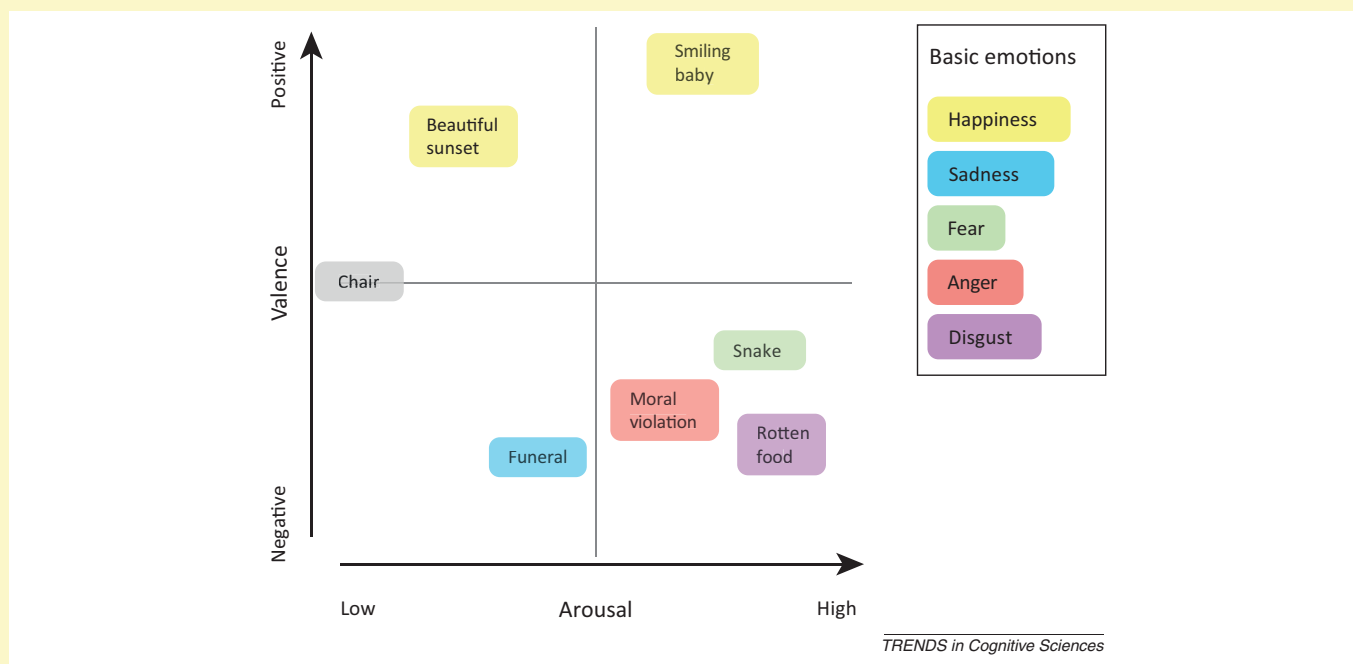 Positive
Valence
Negative
Smiling
baby
Beautiful
sunset
Chair
Snake
Moral
violation
Rotten
food
Funeral
Low
Arousal
High
Basic emotions
Happiness
Sadness
Fear
Anger
Disgust
TRENDS in Cognitive Sciences